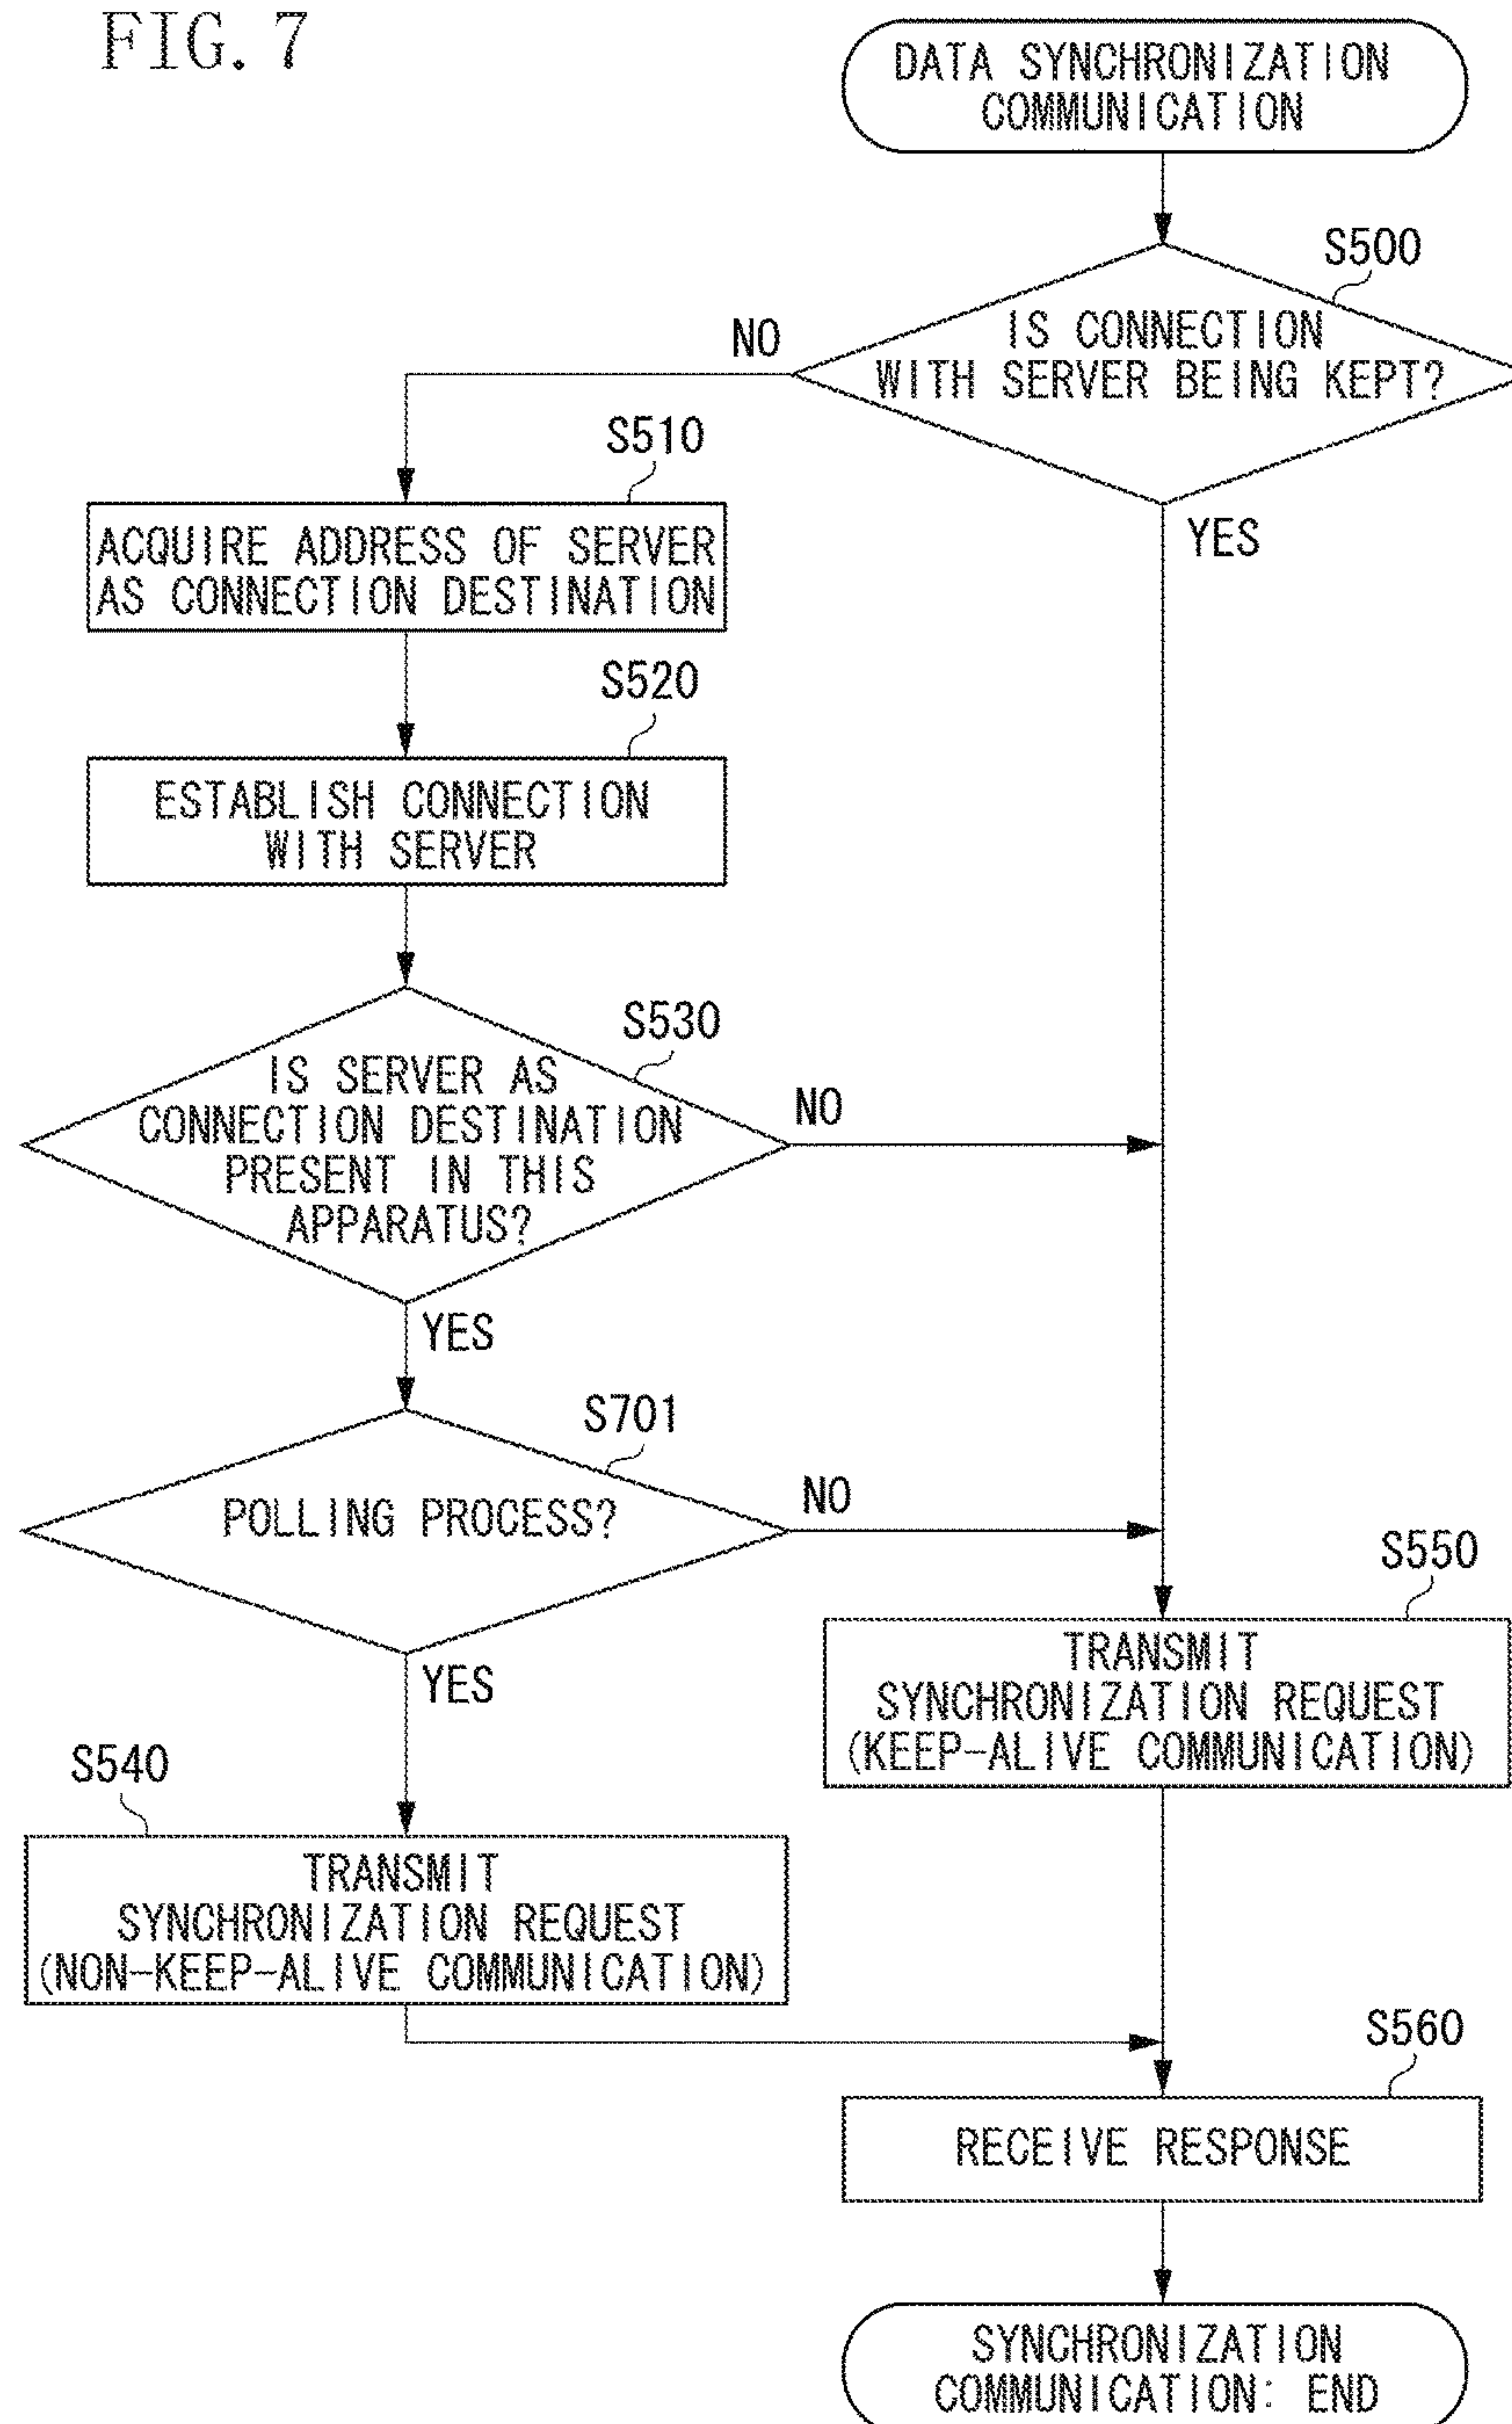 FIG. 7
DATA SYNCHRONIZATION
COMMUNICATION
S500
IS CONNECTION
WITH SERVER BEING KEPT?
NO
YES
S510
ACQUIRE ADDRESS OF SERVER
AS CONNECTION DESTINATION
S520
ESTABLISH CONNECTION
WITH SERVER
S530
IS SERVER AS
CONNECTION DESTINATION
PRESENT IN THIS
APPARATUS?
NO
YES
S701
POLLING PROCESS?
NO
YES
S550
TRANSMIT
SYNCHRONIZATION REQUEST
(KEEP-ALIVE COMMUNICATION)
S540
TRANSMIT
SYNCHRONIZATION REQUEST
(NON-KEEP-ALIVE COMMUNICATION)
S560
RECEIVE RESPONSE
SYNCHRONIZATION
COMMUNICATION: END